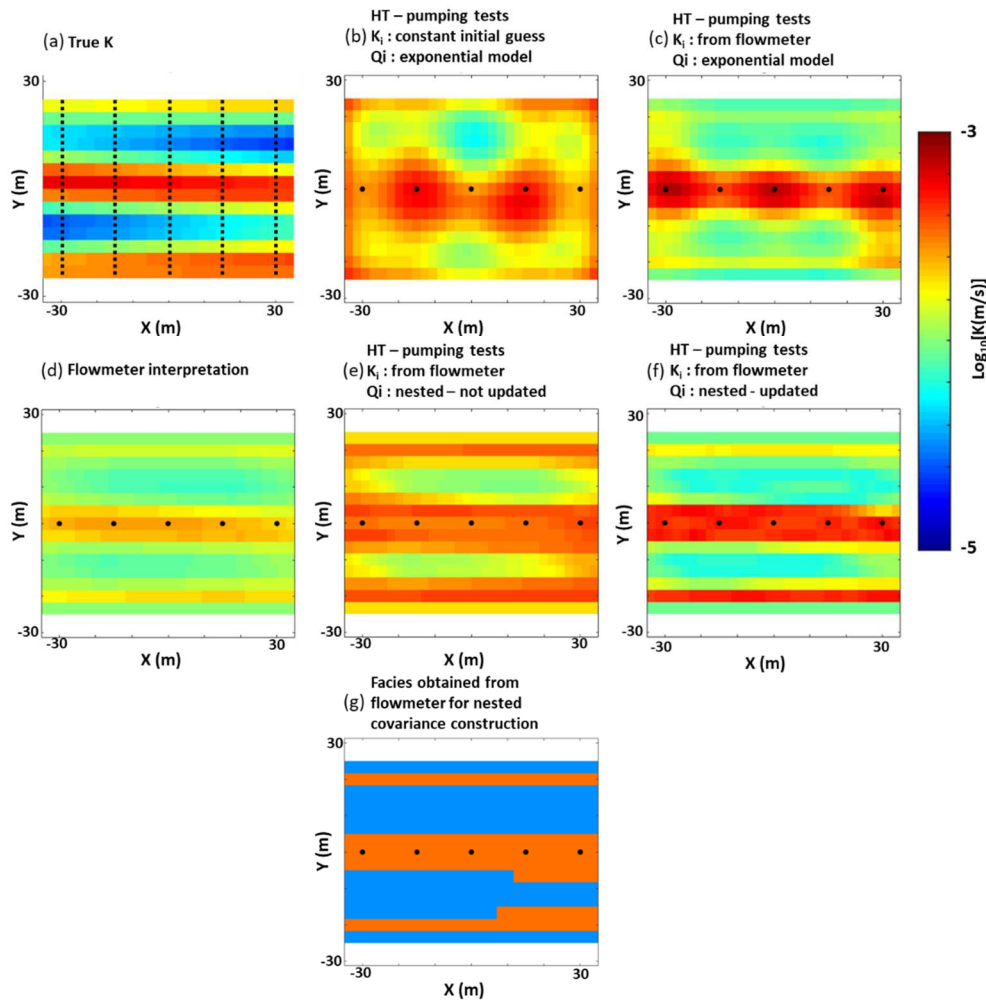 (a) True K
HT – pumping tests
(b) Ki : constant initial guess
Qi : exponential model
HT – pumping tests
(c) Ki : from flowmeter
Qi : exponential model
30
Y (m)
-30
-30
30
X (m)
30
Y (m)
-30
-30
30
X (m)
30
Y (m)
-30
-30
30
X (m)
-3
Log10[K(m/s)]
-5
(d) Flowmeter interpretation
HT – pumping tests
(e) Ki : from flowmeter
Qi : nested – not updated
HT – pumping tests
(f) Ki : from flowmeter
Qi : nested - updated
30
Y (m)
-30
-30
30
X (m)
30
Y (m)
-30
-30
30
X (m)
30
Y (m)
-30
-30
30
X (m)
Facies obtained from
(g) flowmeter for nested
covariance construction
30
Y (m)
-30
-30
30
X (m)